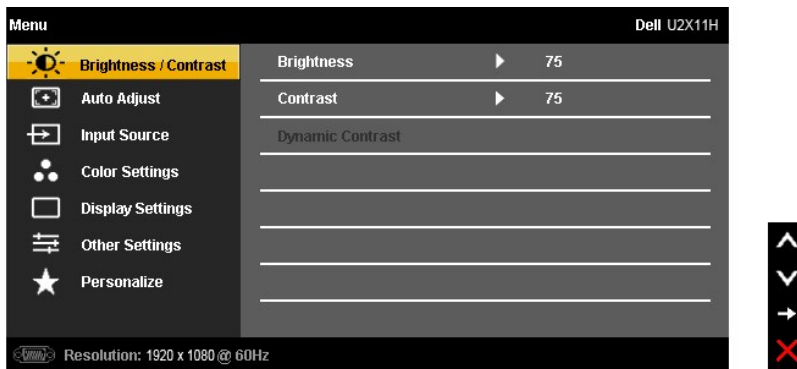 Menu
Dell U2X11H
Brightness / Contrast
Brightness
75
Auto Adjust
Contrast
75
Input Source
Dynamic Contrast
Color Settings
Display Settings
Other Settings
Personalize
Resolution: 1920 x 1080 @ 60Hz